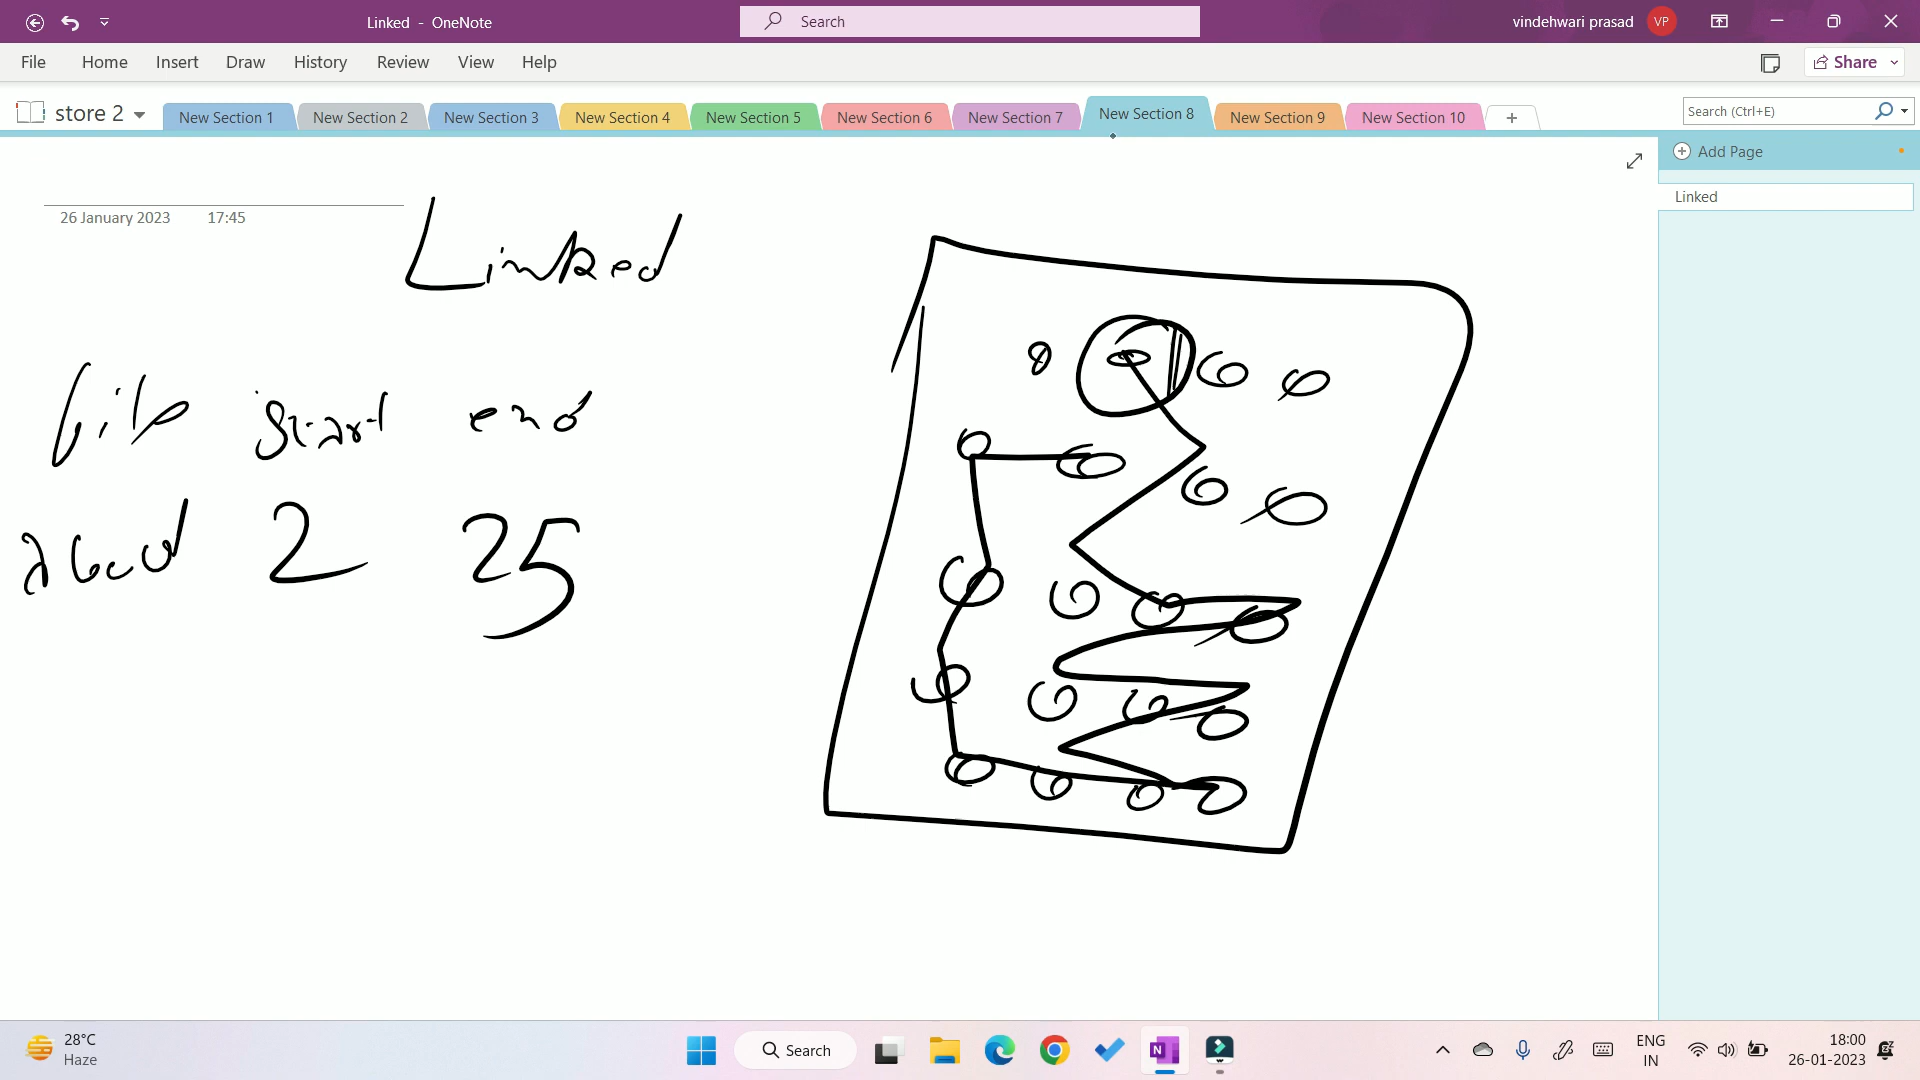 Linked - OneNote
Search
vindehwari prasad
VP
File Home Insert Draw History Review View Help
Share
store 2
New Section 1 New Section 2 New Section 3 New Section 4 New Section 5 New Section 6 New Section 7 New Section 8 New Section 9 New Section 10
Search (Ctrl+E)
Add Page
Linked
26 January 2023 17:45
Linked
file start end
abcd 2 25
28°C
Haze
Search
ENG
IN
18:00
26-01-2023